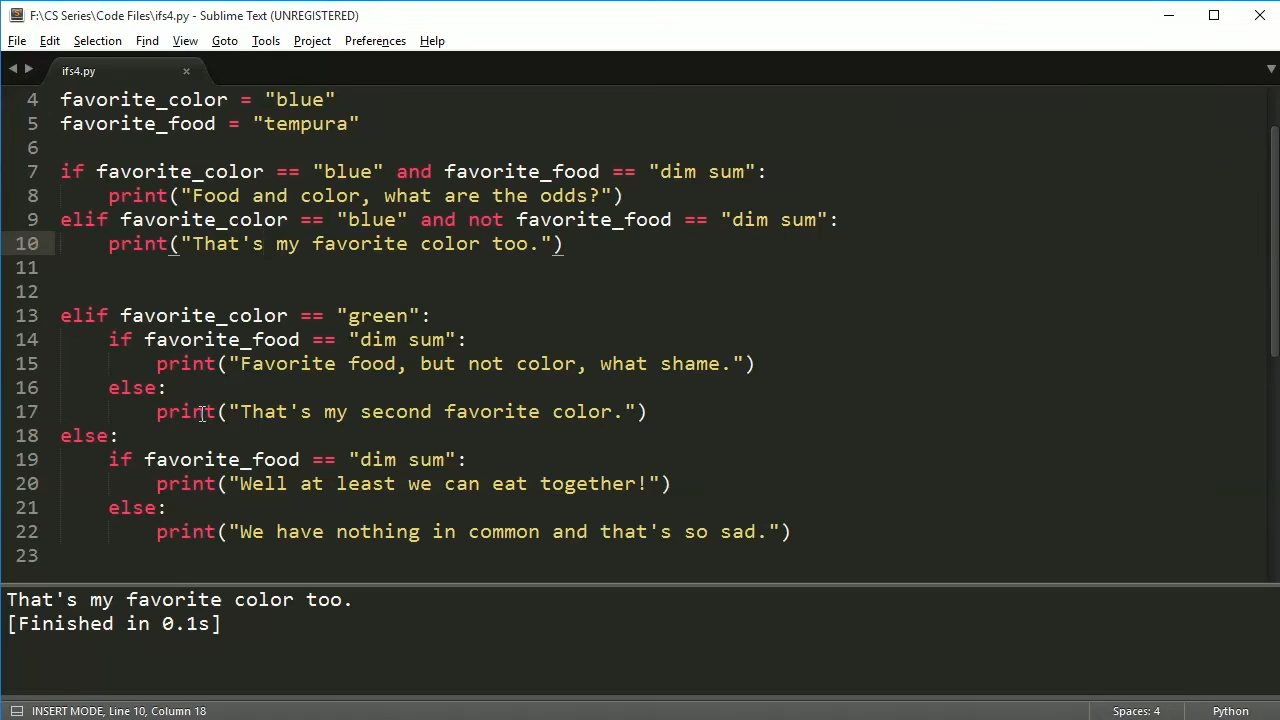 F:\CS Series\Code Files\ifs4.py - Sublime Text (UNREGISTERED)
File Edit Selection Find View Goto Tools Project Preferences Help
ifs4.py
4 favorite_color = "blue"
5 favorite_food = "tempura"
6
7 if favorite_color == "blue" and favorite_food == "dim sum":
8     print("Food and color, what are the odds?")
9 elif favorite_color == "blue" and not favorite_food == "dim sum":
10     print("That's my favorite color too.")
11
12
13 elif favorite_color == "green":
14     if favorite_food == "dim sum":
15         print("Favorite food, but not color, what shame.")
16     else:
17         print("That's my second favorite color.")
18 else:
19     if favorite_food == "dim sum":
20         print("Well at least we can eat together!")
21     else:
22         print("We have nothing in common and that's so sad.")
23
That's my favorite color too.
[Finished in 0.1s]
INSERT MODE, Line 10, Column 18 Spaces: 4 Python